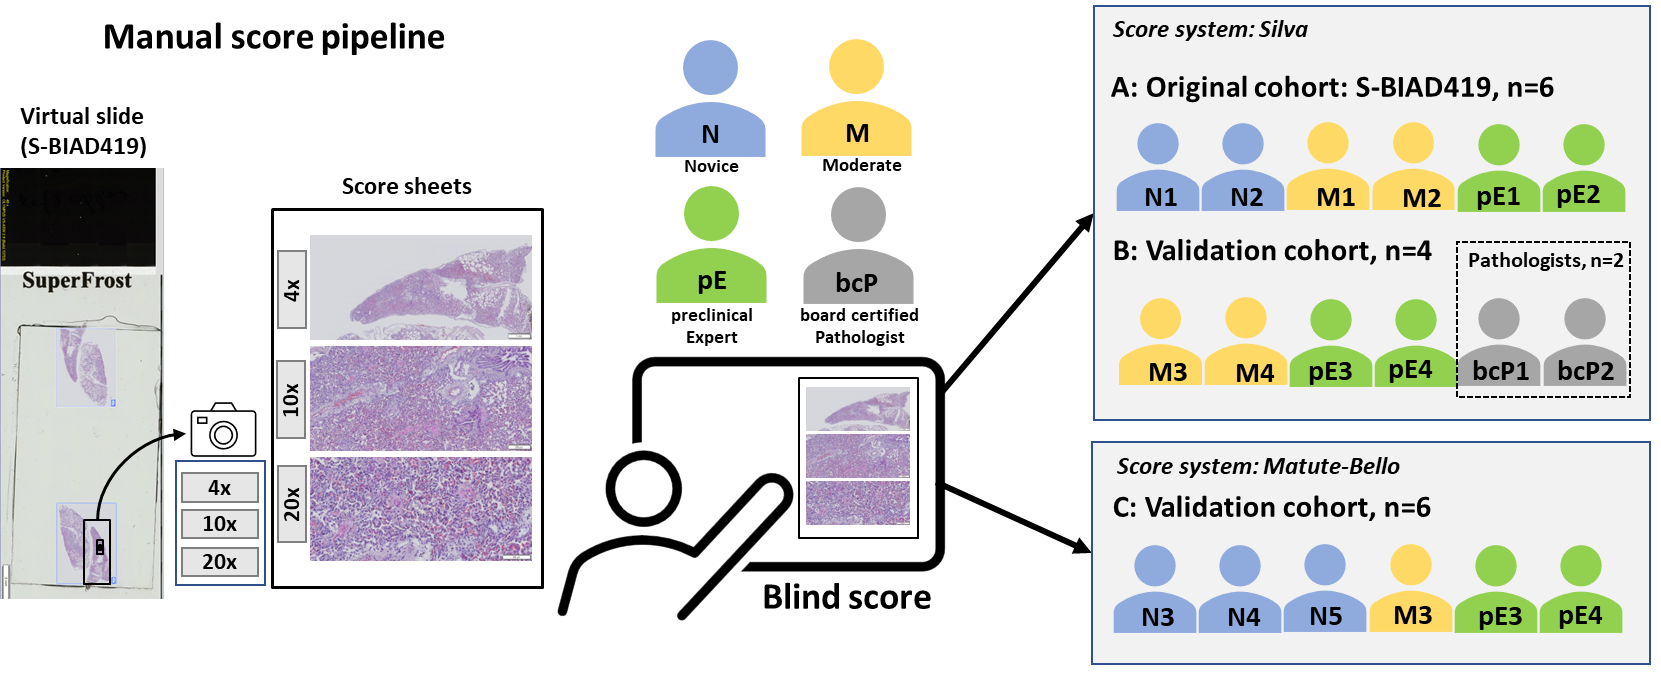 Manual score pipeline
Virtual slide
(S-BIAD419)
SuperFrost
4x
10x
20x
Score sheets
4x
10x
20x
N
Novice
M
Moderate
pE
preclinical
Expert
bcP
board certified
Pathologist
Blind score
Score system: Silva
A: Original cohort: S-BIAD419, n=6
N1 N2 M1 M2 pE1 pE2
B: Validation cohort, n=4
Pathologists, n=2
M3 M4 pE3 pE4 bcP1 bcP2
Score system: Matute-Bello
C: Validation cohort, n=6
N3 N4 N5 M3 pE3 pE4